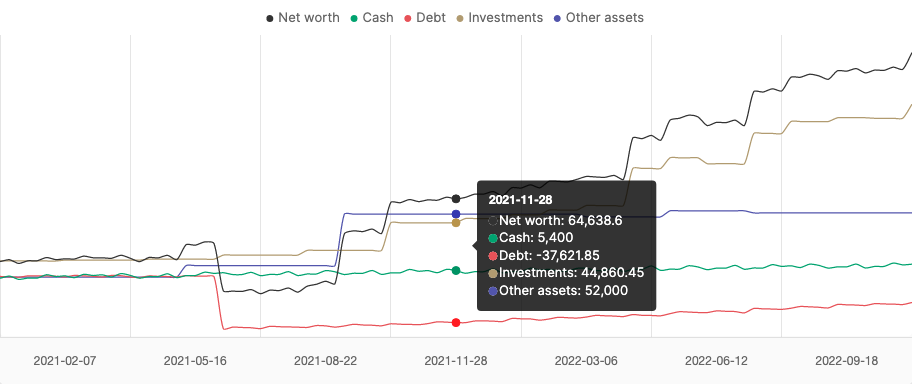 Net worth Cash Debt Investments Other assets
2021-11-28
Net worth: 64,638.6
Cash: 5,400
Debt: -37,621.85
Investments: 44,860.45
Other assets: 52,000
2021-02-07 2021-05-16 2021-08-22 2021-11-28 2022-03-06 2022-06-12 2022-09-18